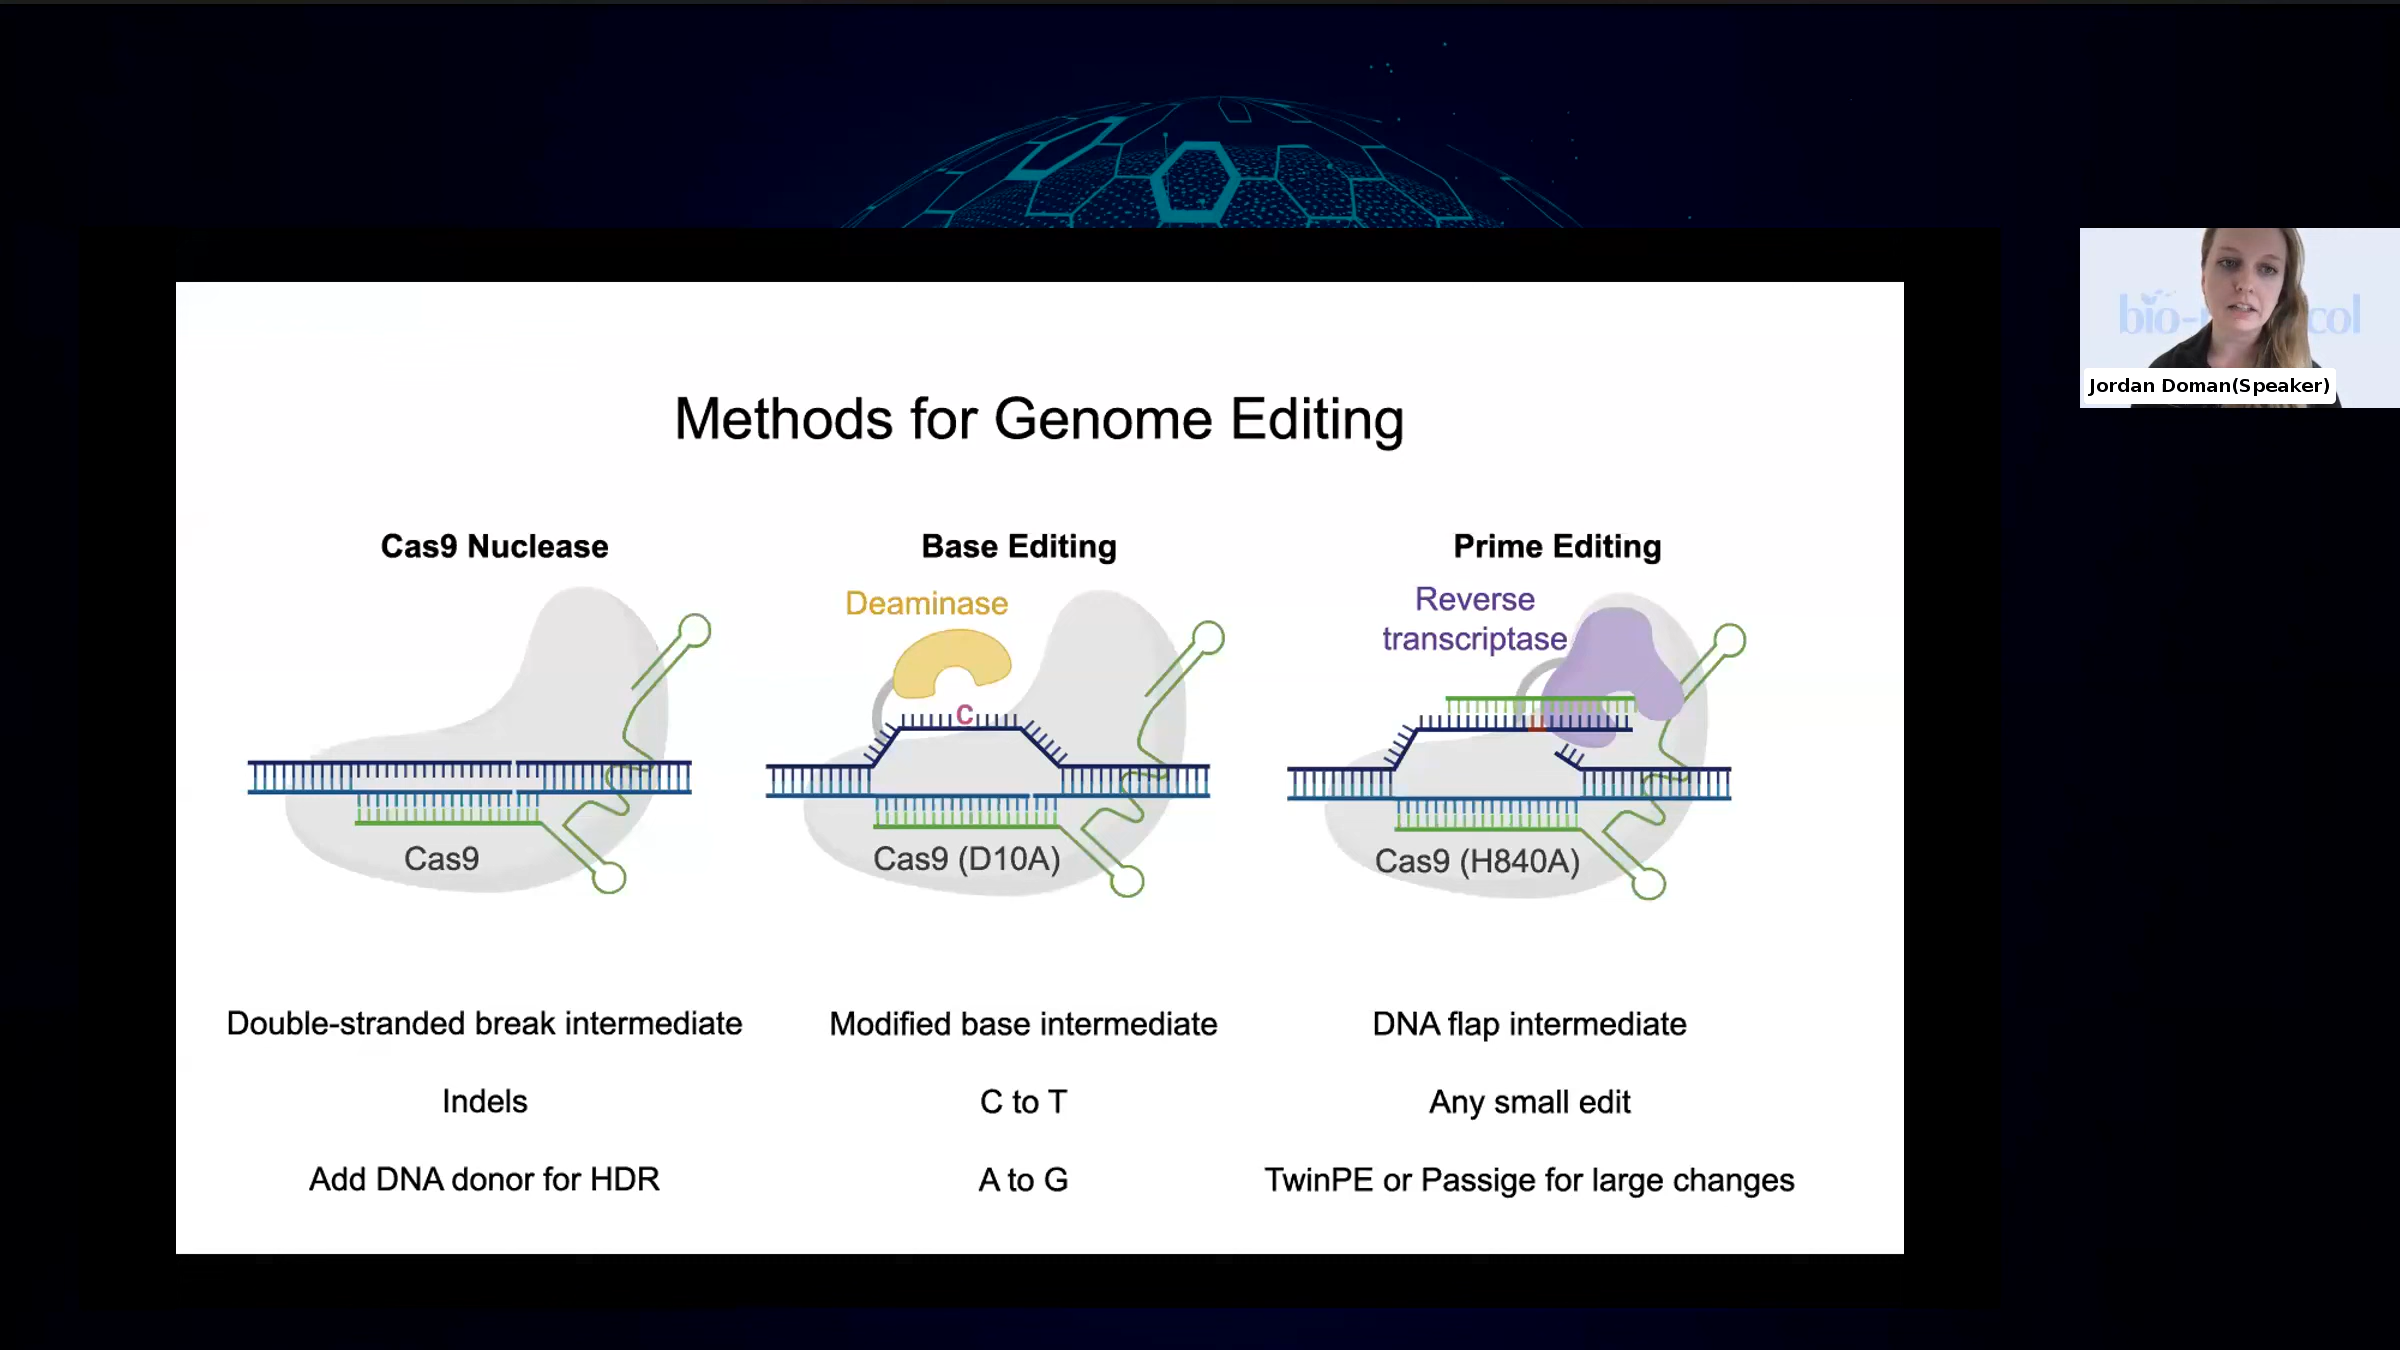 Methods for Genome Editing
Cas9 Nuclease
Base Editing
Prime Editing
Deaminase
Reverse
transcriptase
C
Cas9
Cas9 (D10A)
Cas9 (H840A)
Double-stranded break intermediate
Modified base intermediate
DNA flap intermediate
Indels
C to T
Any small edit
Add DNA donor for HDR
A to G
TwinPE or Passige for large changes
Jordan Doman(Speaker)